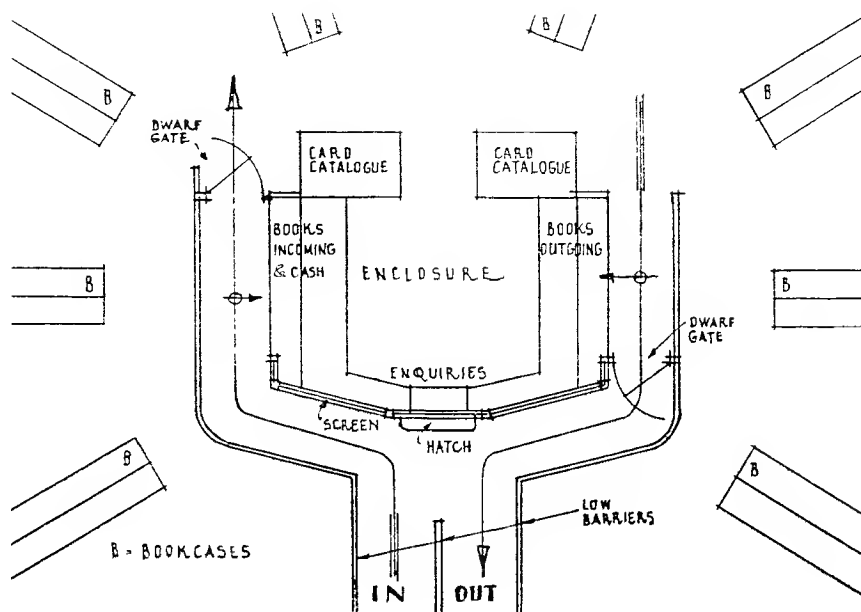 B
B
B
B
DWARF
GATE
CARD
CATALOGUE
CARD
CATALOGUE
BOOKS
INCOMING
& CASH
BOOKS
OUTGOING
ENCLOSURE
B
B
DWARF
GATE
ENQUIRIES
SCREEN
HATCH
B
B
LOW
BARRIERS
B = BOOKCASES
IN
OUT